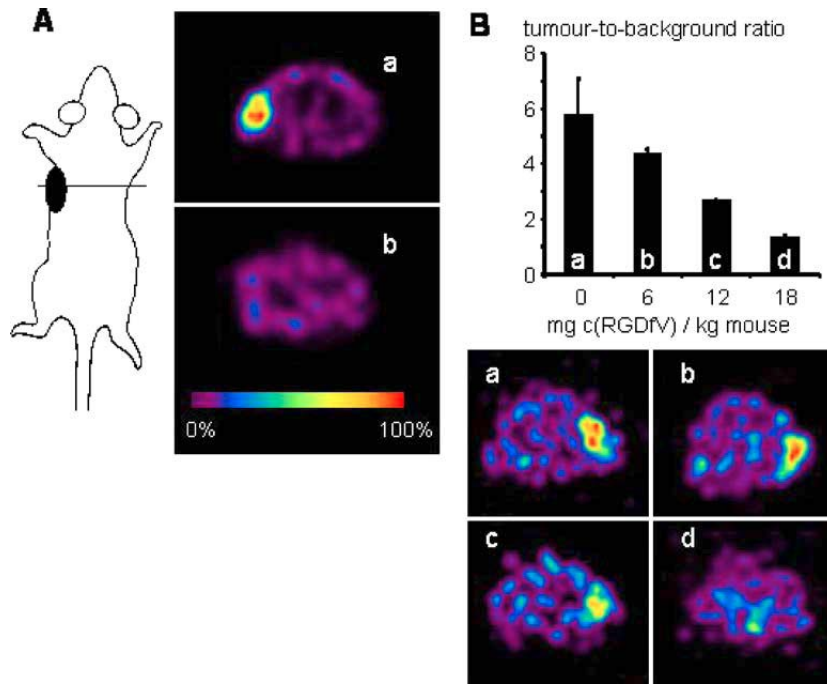 A
a
b
0% 100%
B tumour-to-background ratio
8
6
4
2
0
a b c d
0 6 12 18
mg c(RGDfV) / kg mouse
a b
c d